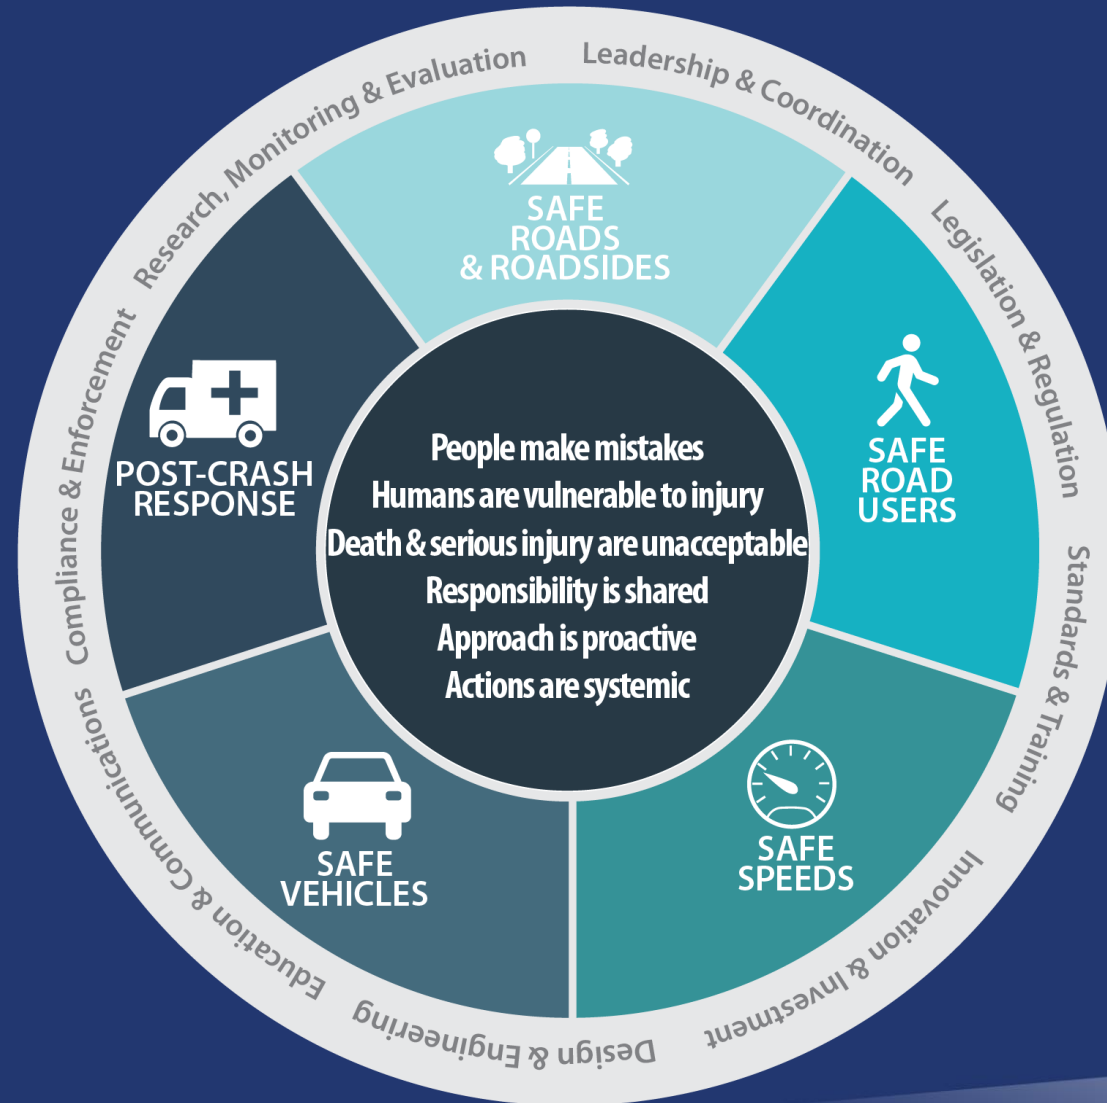 Leadership & Coordination
Legislation & Regulation
Standards & Training
Innovation & Investment
Design & Engineering
Education & Communications
Compliance & Enforcement
Research, Monitoring & Evaluation
SAFE
ROADS
& ROADSIDES
SAFE
ROAD
USERS
SAFE
SPEEDS
SAFE
VEHICLES
POST-CRASH
RESPONSE
People make mistakes
Humans are vulnerable to injury
Death & serious injury are unacceptable
Responsibility is shared
Approach is proactive
Actions are systemic